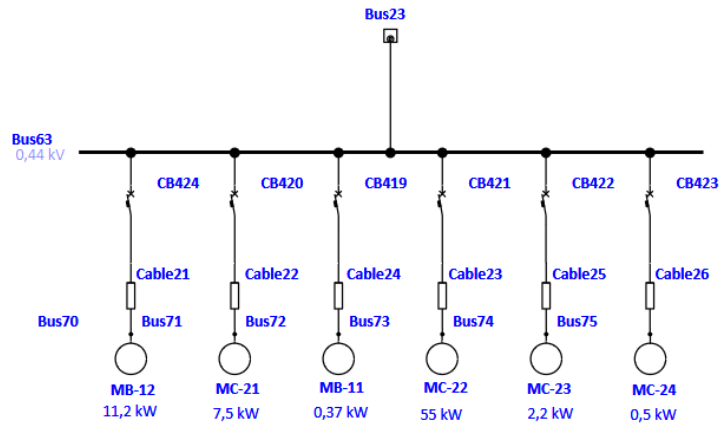 Bus23
Bus63
0,44 kV
CB424 CB420 CB419 CB421 CB422 CB423
Cable21 Cable22 Cable24 Cable23 Cable25 Cable26
Bus70 Bus71 Bus72 Bus73 Bus74 Bus75
MB-12 MC-21 MB-11 MC-22 MC-23 MC-24
11,2 kW 7,5 kW 0,37 kW 55 kW 2,2 kW 0,5 kW